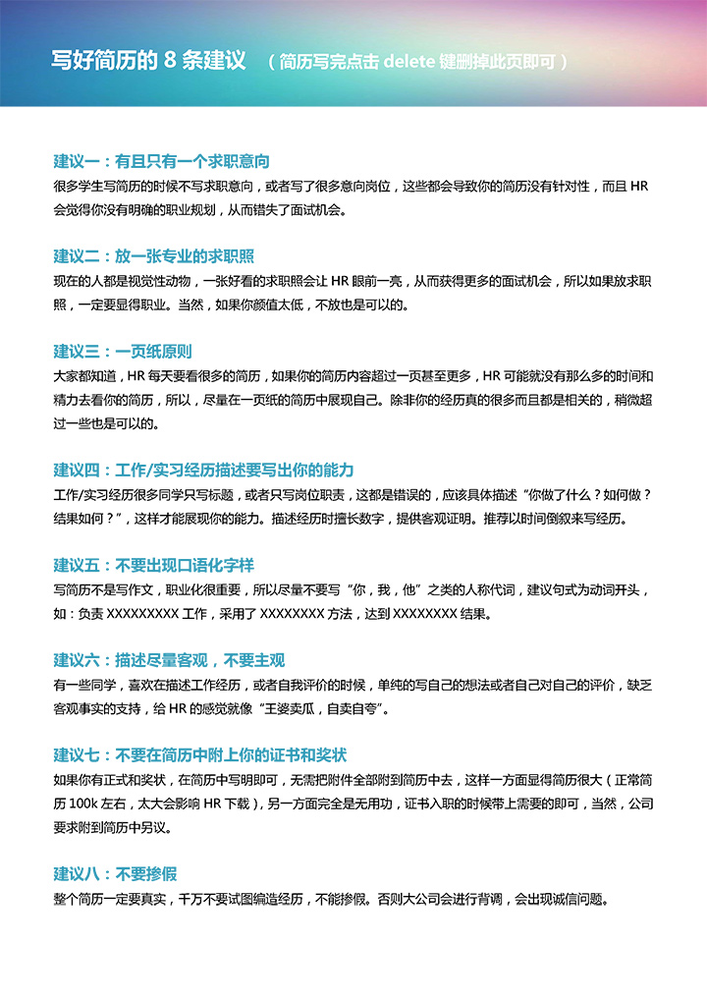 写好简历的 8 条建议 （简历写完点击 delete 键删掉此页即可）
建议一：有且只有一个求职意向
很多学生写简历的时候不写求职意向，或者写了很多意向岗位，这些都会导致你的简历没有针对性，而且 HR
会觉得你没有明确的职业规划，从而错失了面试机会。
建议二：放一张专业的求职照
现在的人都是视觉性动物，一张好看的求职照会让 HR 眼前一亮，从而获得更多的面试机会，所以如果放求职
照，一定要显得职业。当然，如果你颜值太低，不放也是可以的。
建议三：一页纸原则
大家都知道，HR 每天要看很多的简历，如果你的简历内容超过一页甚至更多，HR 可能就没有那么多的时间和
精力去看你的简历，所以，尽量在一页纸的简历中展现自己。除非你的经历真的很多而且都是相关的，稍微超
过一些也是可以的。
建议四：工作/实习经历描述要写出你的能力
工作/实习经历很多同学只写标题，或者只写岗位职责，这都是错误的，应该具体描述“你做了什么？如何做？
结果如何？”，这样才能展现你的能力。描述经历时擅长数字，提供客观证明。推荐以时间倒叙来写经历。
建议五：不要出现口语化字样
写简历不是写作文，职业化很重要，所以尽量不要写“你，我，他”之类的人称代词，建议句式为动词开头，
如：负责 XXXXXXXXX 工作，采用了 XXXXXXXX 方法，达到 XXXXXXXX 结果。
建议六：描述尽量客观，不要主观
有一些同学，喜欢在描述工作经历，或者自我评价的时候，单纯的写自己的想法或者自己对自己的评价，缺乏
客观事实的支持，给 HR 的感觉就像“王婆卖瓜，自卖自夸”。
建议七：不要在简历中附上你的证书和奖状
如果你有正式和奖状，在简历中写明即可，无需把附件全部附到简历中去，这样一方面显得简历很大（正常简
历 100k 左右，太大会影响 HR 下载），另一方面完全是无用功，证书入职的时候带上需要的即可，当然，公司
要求附到简历中另议。
建议八：不要掺假
整个简历一定要真实，千万不要试图编造经历，不能掺假。否则大公司会进行背调，会出现诚信问题。